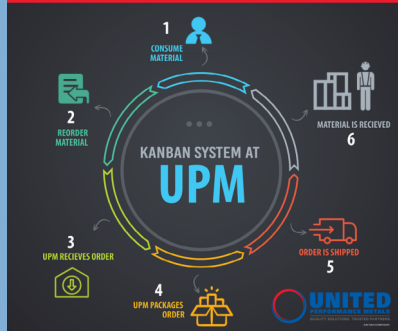 1
CONSUME
MATERIAL
2
REORDER
MATERIAL
3
UPM RECIEVES ORDER
4
UPM PACKAGES
ORDER
ORDER IS SHIPPED
5
MATERIAL IS RECIEVED
6
KANBAN SYSTEM AT
UPM
UNITED
PERFORMANCE METALS
QUALITY SOLUTIONS. TRUSTED PARTNERS.